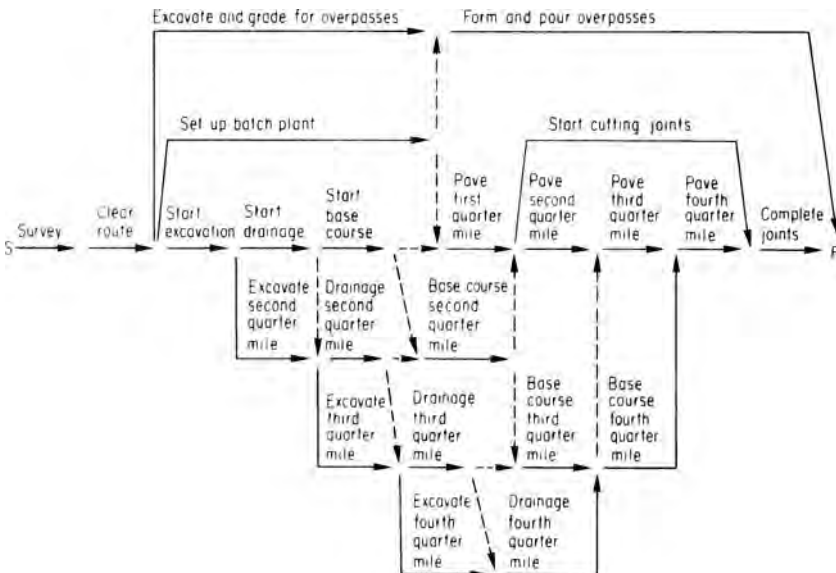 Excavate and grade for overpasses
Form and pour overpasses
Set up batch plant
Start cutting joints
S
Survey
Clear
route
Start
excavation
Start
drainage
Start
base
course
Pave
first
quarter
mile
Pave
second
quarter
mile
Pave
third
quarter
mile
Pave
fourth
quarter
mile
Complete
joints
F
Excavate
second
quarter
mile
Drainage
second
quarter
mile
Base course
second
quarter
mile
Excavate
third
quarter
mile
Drainage
third
quarter
mile
Base
course
third
quarter
mile
Base
course
fourth
quarter
mile
Excavate
fourth
quarter
mile
Drainage
fourth
quarter
mile